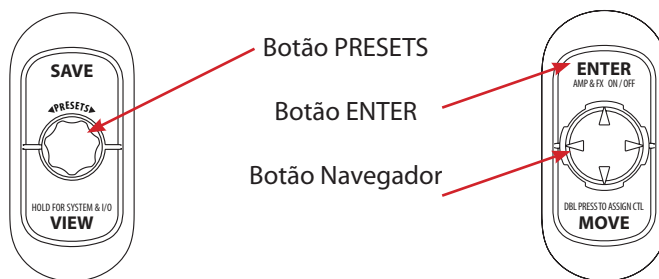 SAVE
◄PRESETS►
HOLD FOR SYSTEM & I/O
VIEW
Botão PRESETS
Botão ENTER
Botão Navegador
ENTER
AMP & FX ON / OFF
DBL PRESS TO ASSIGN CTL
MOVE